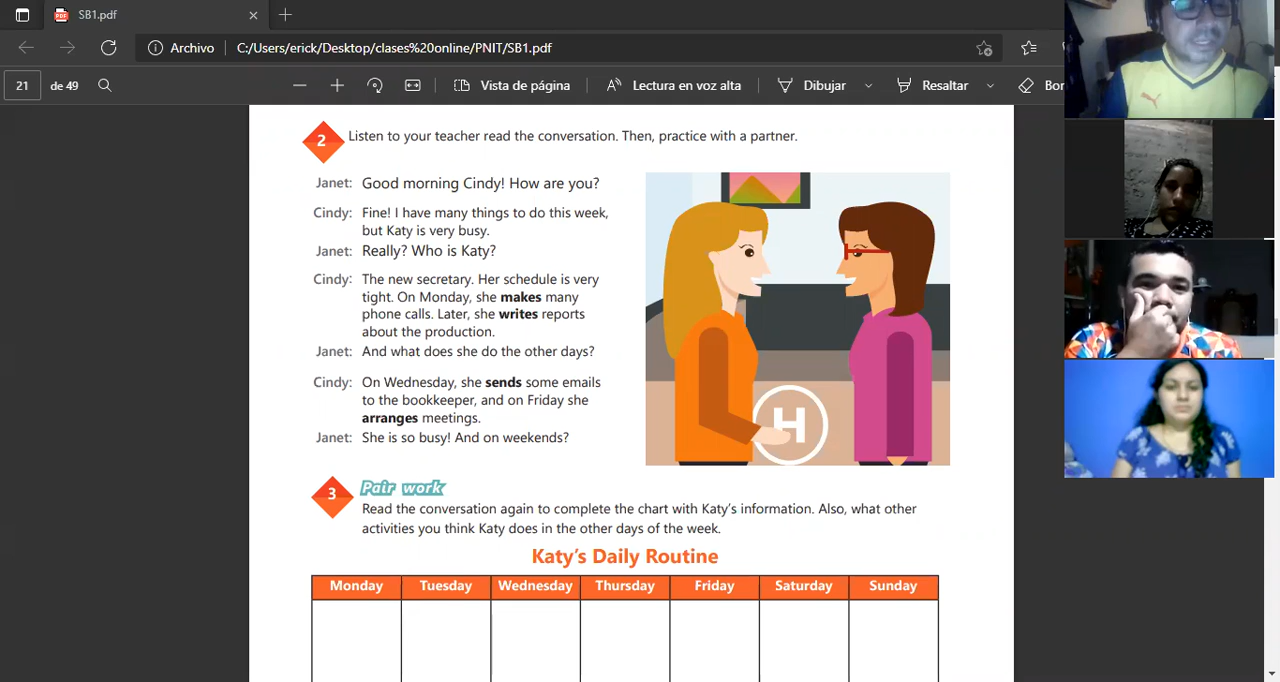 SB1.pdf
Archivo
C:/Users/erick/Desktop/clases%20online/PNIT/SB1.pdf
21 de 49
Vista de página
Lectura en voz alta
Dibujar
Resaltar
Bor
2
Listen to your teacher read the conversation. Then, practice with a partner.
Janet: Good morning Cindy! How are you?
Cindy: Fine! I have many things to do this week,
but Katy is very busy.
Janet: Really? Who is Katy?
Cindy: The new secretary. Her schedule is very
tight. On Monday, she makes many
phone calls. Later, she writes reports
about the production.
Janet: And what does she do the other days?
Cindy: On Wednesday, she sends some emails
to the bookkeeper, and on Friday she
arranges meetings.
Janet: She is so busy! And on weekends?
H
3
Pair work
Read the conversation again to complete the chart with Katy's information. Also, what other
activities you think Katy does in the other days of the week.
Katy's Daily Routine
Monday Tuesday Wednesday Thursday Friday Saturday Sunday